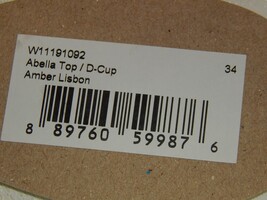 W11191092
Abella Top / D-Cup 34
Amber Lisbon
8 89760 59987 6